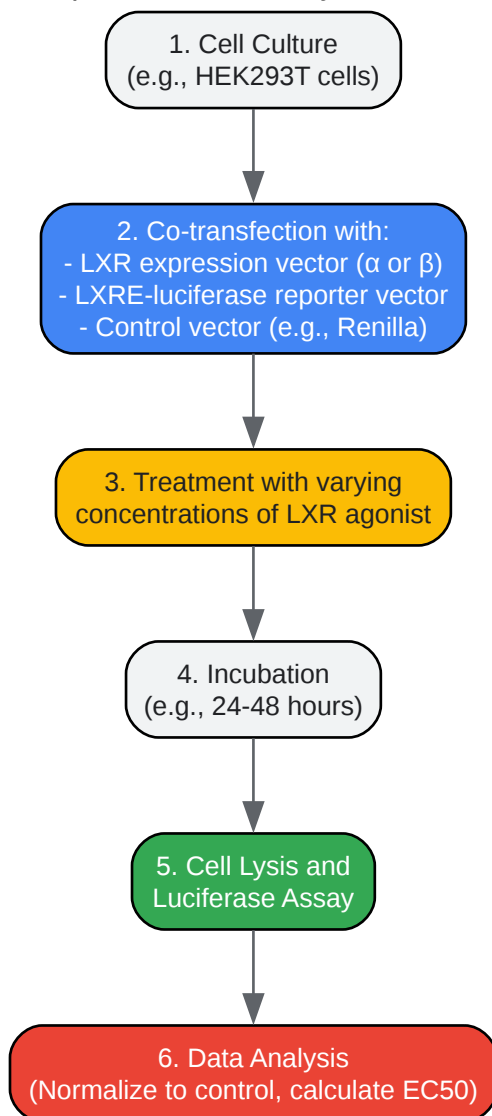 1. Cell Culture
(e.g., HEK293T cells)
2. Co-transfection with:
- LXR expression vector (α or β)
- LXRE-luciferase reporter vector
- Control vector (e.g., Renilla)
3. Treatment with varying
concentrations of LXR agonist
4. Incubation
(e.g., 24-48 hours)
5. Cell Lysis and
Luciferase Assay
6. Data Analysis
(Normalize to control, calculate EC50)